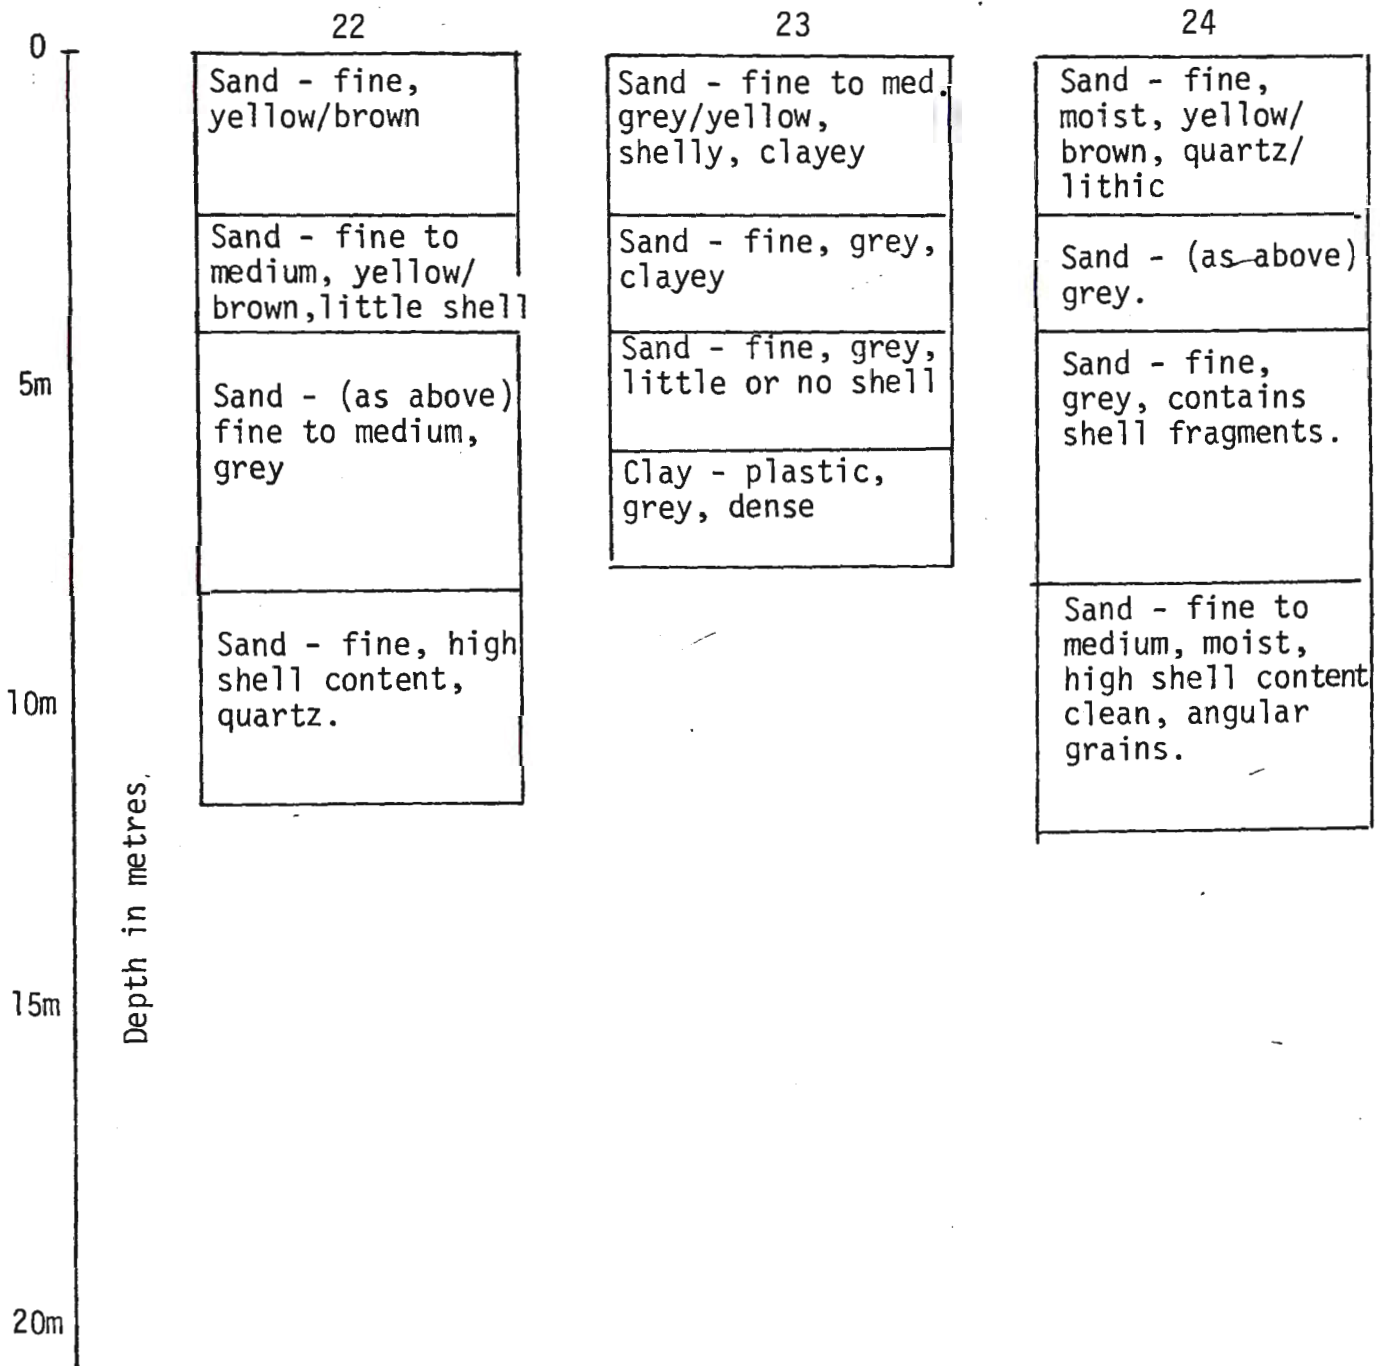 0
5m
10m
15m
20m
Depth in metres
22
Sand - fine,
yellow/brown
Sand - fine to
medium, yellow/
brown,little shell
Sand - (as above)
fine to medium,
grey
Sand - fine, high
shell content,
quartz.
23
Sand - fine to med.
grey/yellow,
shelly, clayey
Sand - fine, grey,
clayey
Sand - fine, grey,
little or no shell
Clay - plastic,
grey, dense
24
Sand - fine,
moist, yellow/
brown, quartz/
lithic
Sand - (as above)
grey.
Sand - fine,
grey, contains
shell fragments.
Sand - fine to
medium, moist,
high shell content
clean, angular
grains.